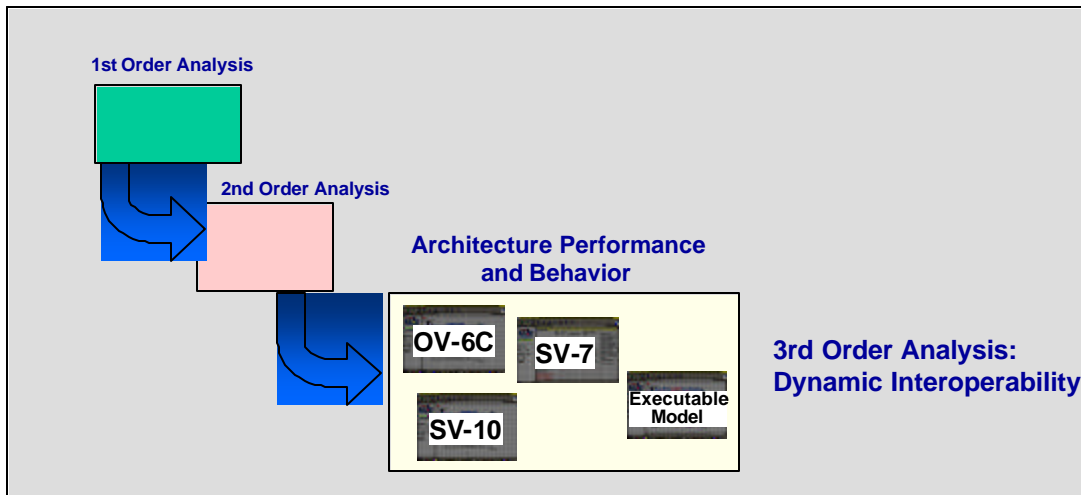 1st Order Analysis
2nd Order Analysis
Architecture Performance
and Behavior
OV-6C
SV-7
SV-10
Executable
Model
3rd Order Analysis:
Dynamic Interoperability